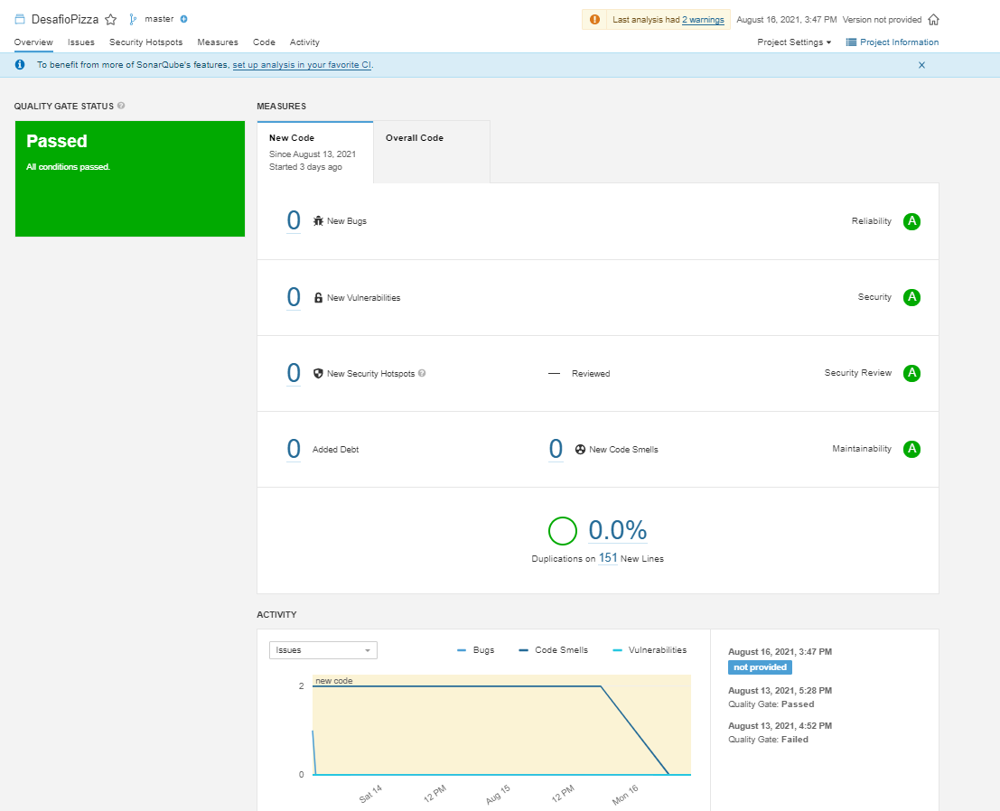 DesafioPizza master
Last analysis had 2 warnings August 16, 2021, 3:47 PM Version not provided
Overview Issues Security Hotspots Measures Code Activity
Project Settings Project Information
To benefit from more of SonarQube's features, set up analysis in your favorite CI.
QUALITY GATE STATUS
Passed
All conditions passed.
MEASURES
New Code
Since August 13, 2021
Started 3 days ago
Overall Code
0 New Bugs Reliability A
0 New Vulnerabilities Security A
0 New Security Hotspots — Reviewed Security Review A
0 Added Debt 0 New Code Smells Maintainability A
0.0%
Duplications on 151 New Lines
ACTIVITY
Issues Bugs Code Smells Vulnerabilities
new code
2
0
Sat 14 12 PM Aug 15 12 PM Mon 16
August 16, 2021, 3:47 PM
not provided
August 13, 2021, 5:28 PM
Quality Gate: Passed
August 13, 2021, 4:52 PM
Quality Gate: Failed